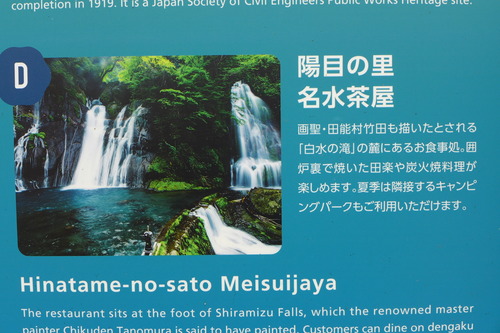 completion in 1919. It is a Japan Society of Civil Engineers Public Works Heritage site.
D
陽目の里
名水茶屋
画聖・田能村竹田も描いたとされる
「白水の滝」の麓にあるお食事処。囲
炉裏で焼いた田楽や炭火焼料理が
楽しめます。夏季は隣接するキャンピ
ングパークもご利用いただけます。
Hinatame-no-sato Meisuijaya
The restaurant sits at the foot of Shiramizu Falls, which the renowned master
painter Chikuden Tanomura is said to have painted. Customers can dine on dengaku